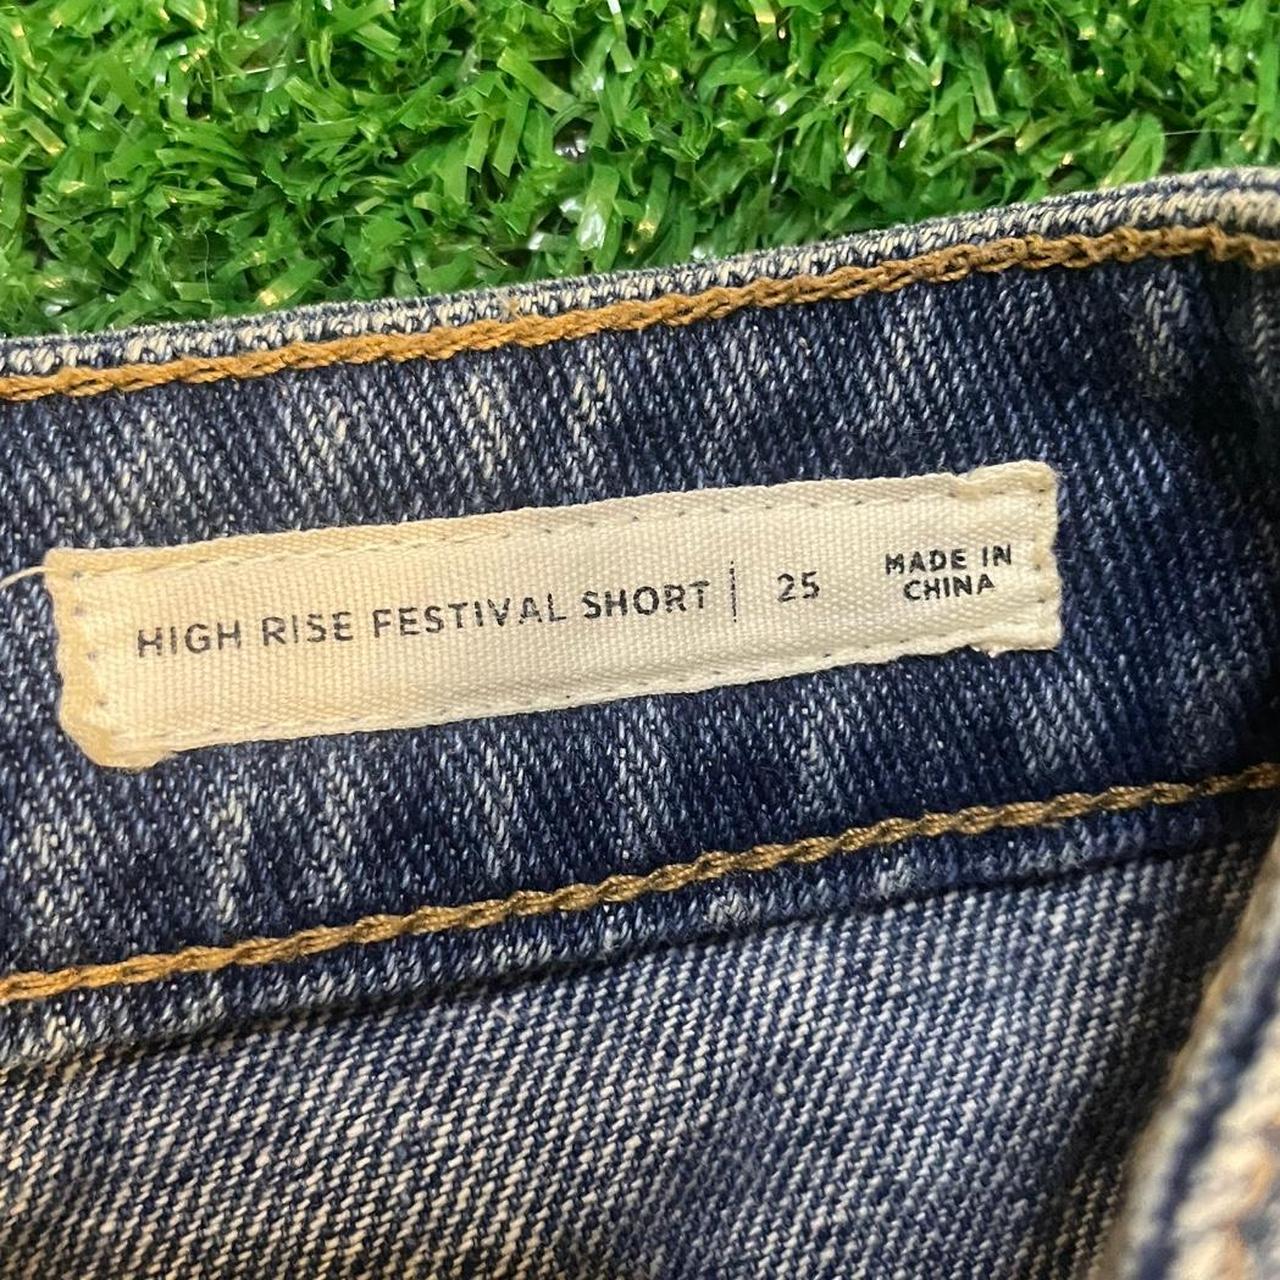 HIGH RISE FESTIVAL SHORT | 25 MADE IN
CHINA